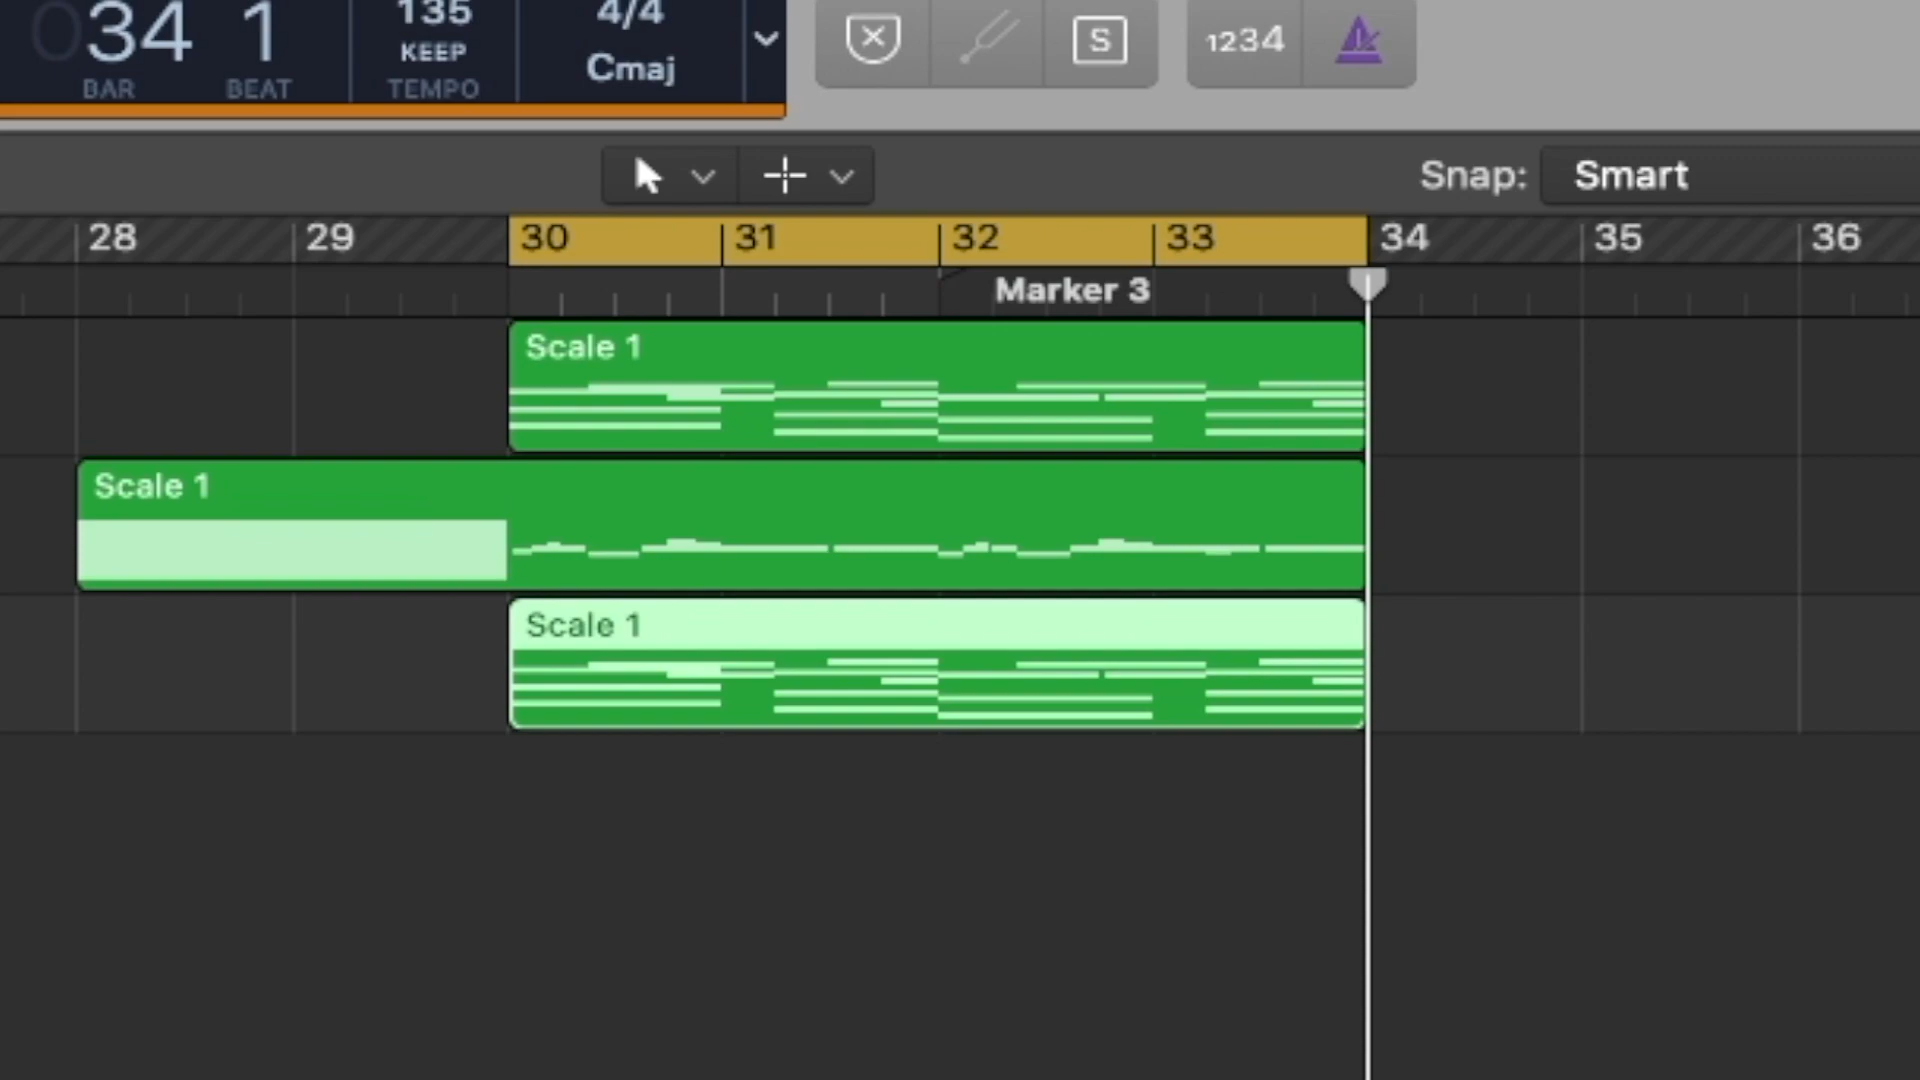 034 1 135 4/4
KEEP
Cmaj
BAR BEAT TEMPO
S 1234
Snap: Smart
28 29 30 31 32 33 34 35 36
Marker 3
Scale 1
Scale 1
Scale 1